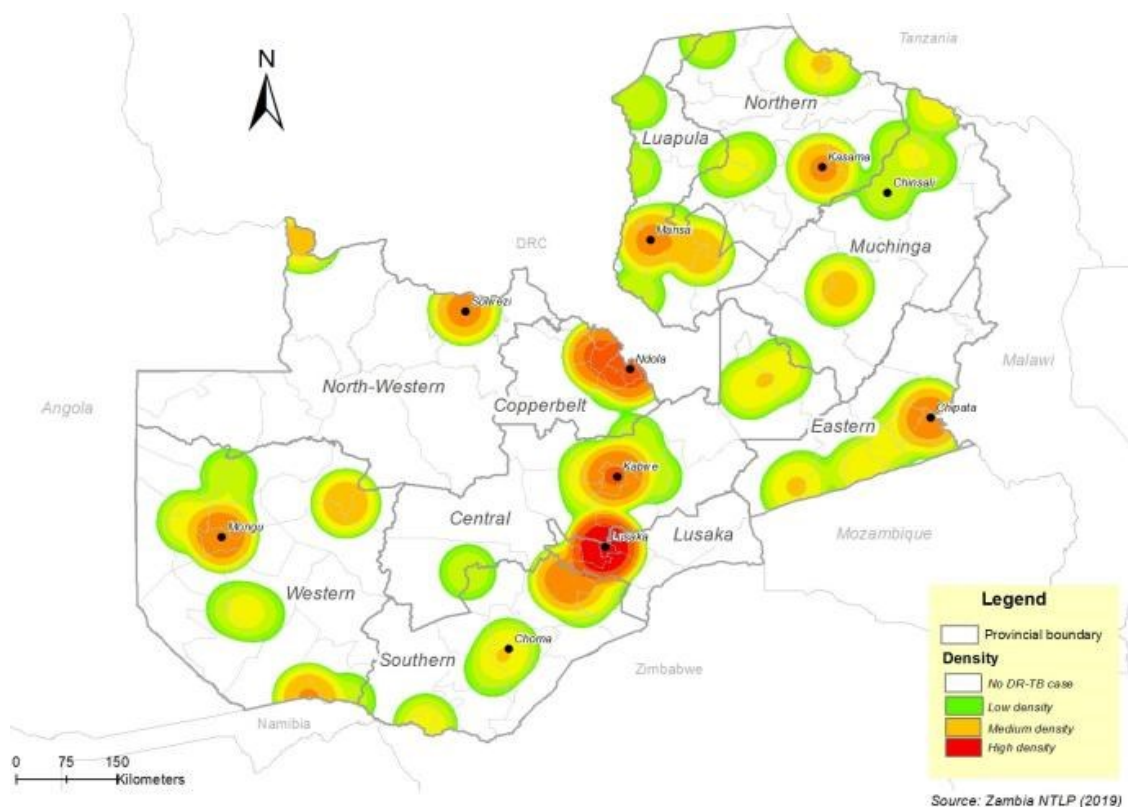 N
Tanzania
Northern
Luapula
Kasama
Chinsali
Mansa
DRC
Muchinga
Solwezi
Ndola
Malawi
North-Western
Angola
Copperbelt
Chipata
Eastern
Kabwe
Central
Lusaka
Lusaka
Mozambique
Mongu
Western
Choma
Southern
Zimbabwe
Namibia
Legend
Provincial boundary
Density
No DR-TB case
Low density
Medium density
High density
0 75 150
Kilometers
Source: Zambia NTLP (2019)